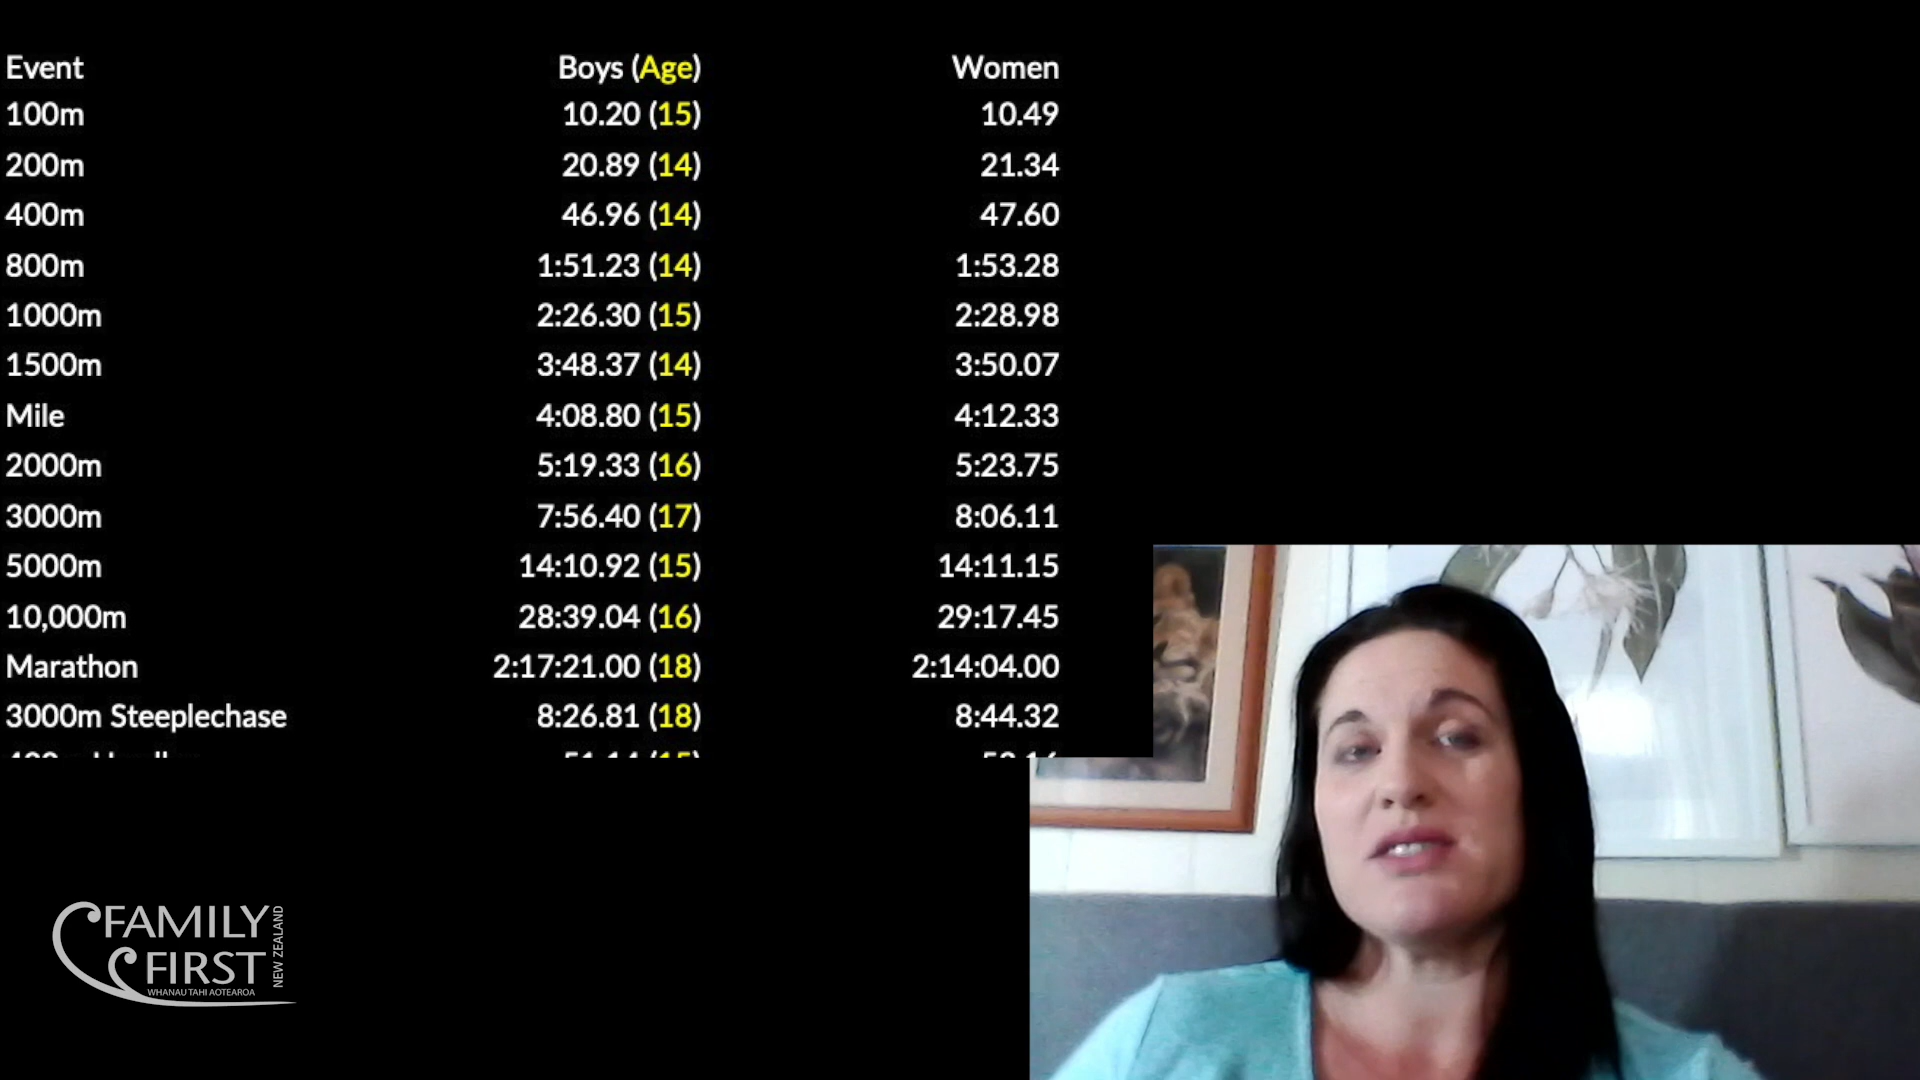 Event Boys (Age) Women
100m 10.20 (15) 10.49
200m 20.89 (14) 21.34
400m 46.96 (14) 47.60
800m 1:51.23 (14) 1:53.28
1000m 2:26.30 (15) 2:28.98
1500m 3:48.37 (14) 3:50.07
Mile 4:08.80 (15) 4:12.33
2000m 5:19.33 (16) 5:23.75
3000m 7:56.40 (17) 8:06.11
5000m 14:10.92 (15) 14:11.15
10,000m 28:39.04 (16) 29:17.45
Marathon 2:17:21.00 (18) 2:14:04.00
3000m Steeplechase 8:26.81 (18) 8:44.32
FAMILY
FIRST
NEW ZEALAND
WHANAU TAHI AOTEAROA